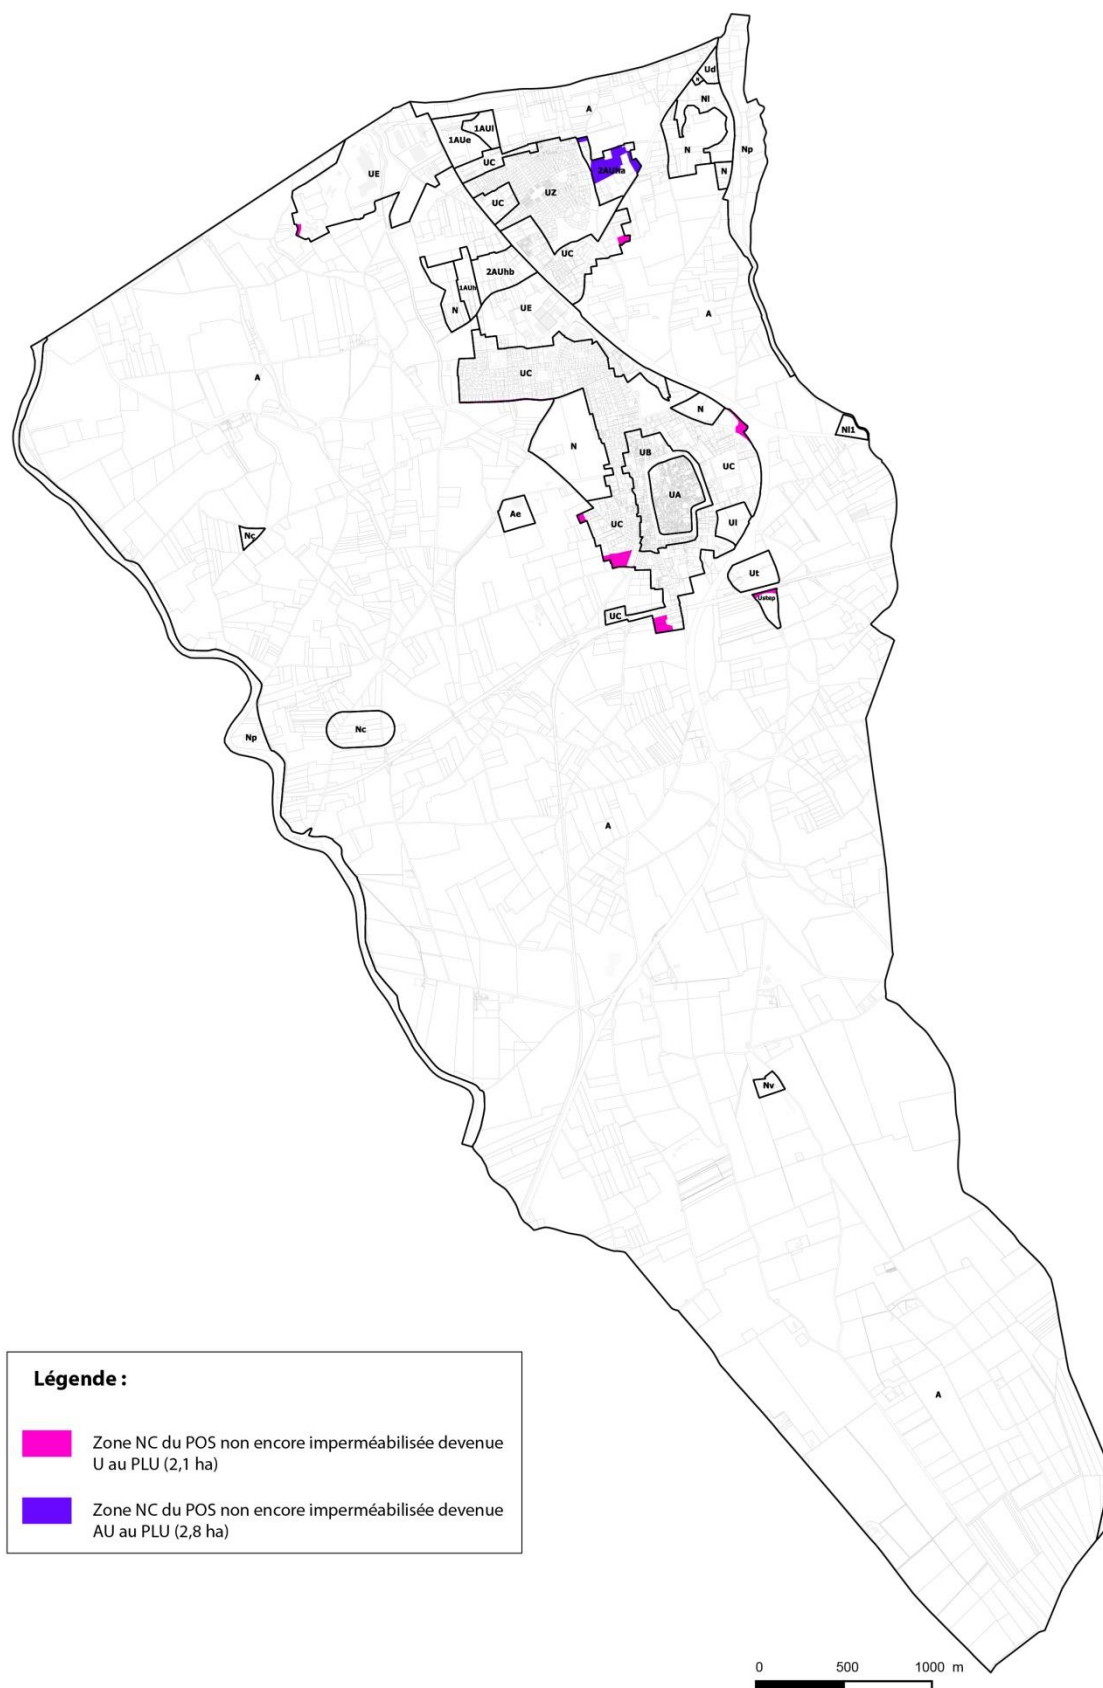 Ud
N
Nl
A
1AUl
1AUe
N
Np
UC
N
UE
2AUha
UZ
UC
UC
2AUhb
1AUh
UE
N
A
UC
A
N
Nl1
N
UB
UC
UA
Ae
UC
Ul
Nc
Ut
Ustep
UC
Nc
Np
A
Nv
A
Légende :
Zone NC du POS non encore imperméabilisée devenue
U au PLU (2,1 ha)
Zone NC du POS non encore imperméabilisée devenue
AU au PLU (2,8 ha)
0 500 1000 m